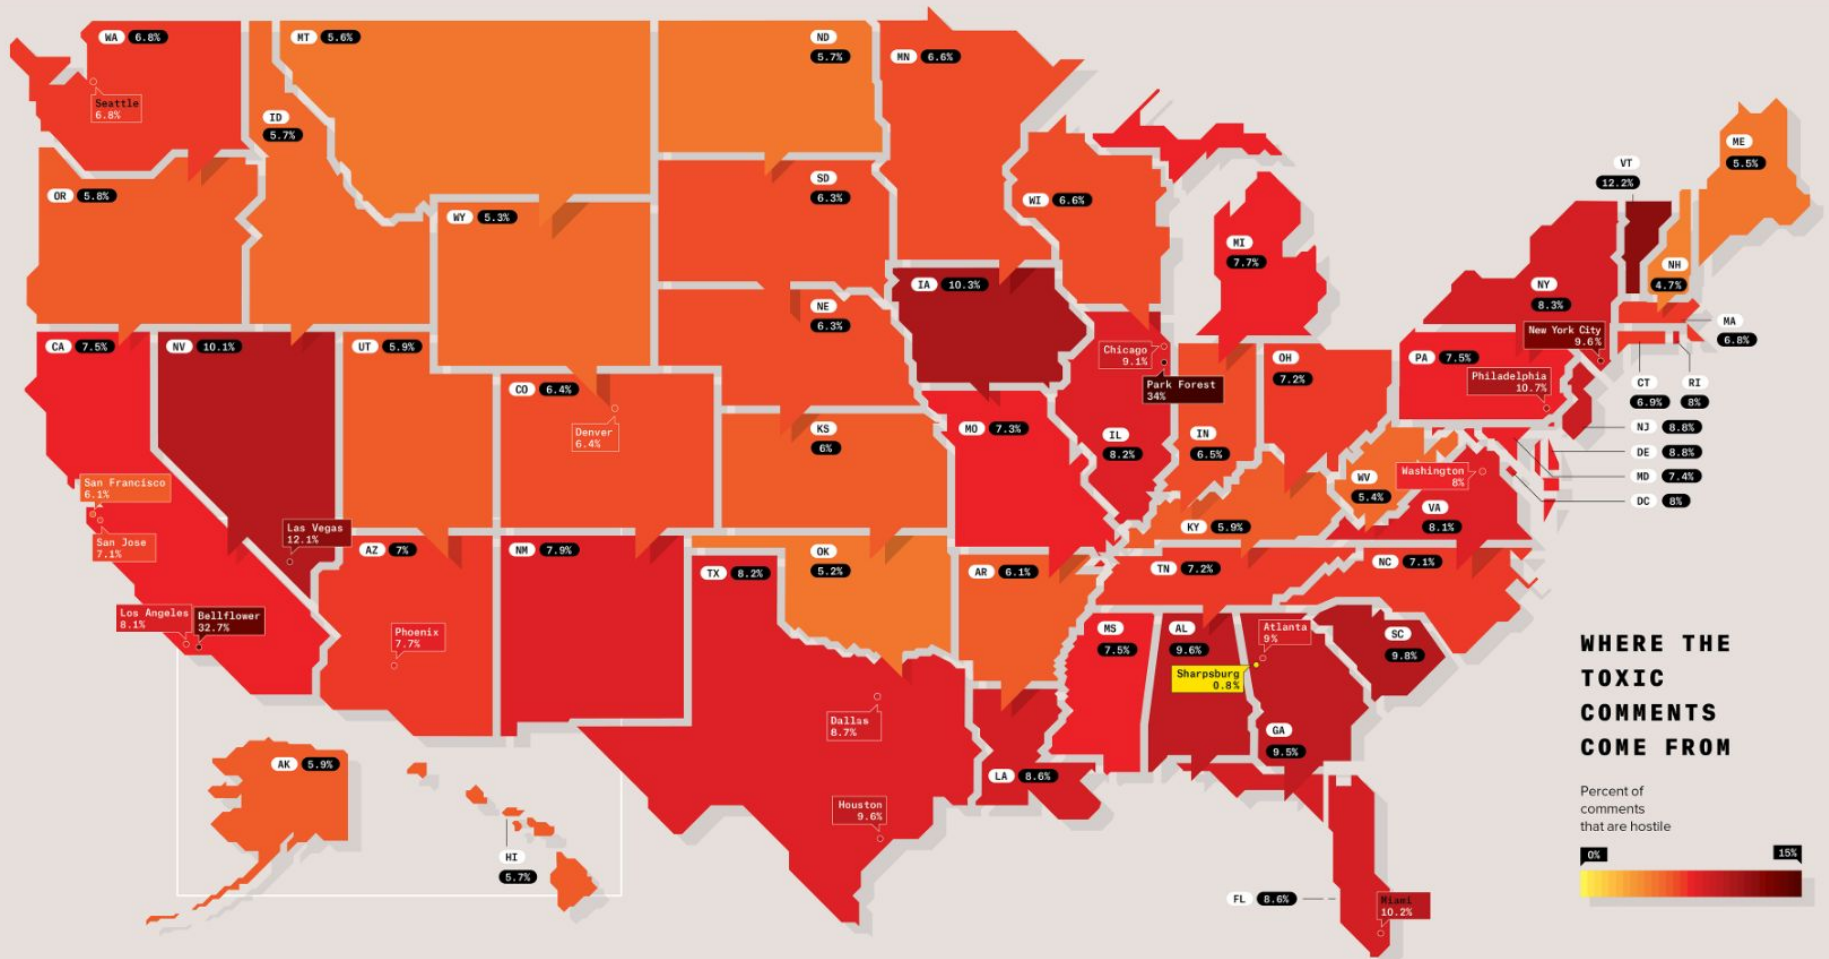 WA 6.8%
Seattle
6.8%
MT 5.6%
ND
5.7%
MN 6.6%
ID
5.7%
OR 5.8%
WY 5.3%
SD
6.3%
WI 6.6%
MI
7.7%
VT
12.2%
ME
5.5%
NH
4.7%
NY
8.3%
MA
6.8%
New York City
9.6%
CT
6.9%
RI
8%
CA 7.5%
NV 10.1%
UT 5.9%
CO 6.4%
Denver
6.4%
NE
6.3%
IA 10.3%
KS
6%
MO 7.3%
Chicago
9.1%
Park Forest
34%
IL
8.2%
IN
6.5%
OH
7.2%
PA 7.5%
Philadelphia
10.7%
NJ 8.8%
DE 8.8%
MD 7.4%
DC 8%
Washington
8%
WV
5.4%
VA
8.1%
KY 5.9%
San Francisco
6.1%
San Jose
7.1%
Las Vegas
12.1%
Los Angeles
8.1%
Bellflower
32.7%
AZ 7%
Phoenix
7.7%
NM 7.9%
TX 8.2%
OK
5.2%
AR 6.1%
TN 7.2%
NC 7.1%
MS
7.5%
AL
9.6%
Atlanta
9%
Sharpsburg
0.8%
SC
9.8%
GA
9.5%
Dallas
8.7%
Houston
9.6%
LA 8.6%
AK 5.9%
HI
5.7%
FL 8.6%
Miami
10.2%
WHERE THE
TOXIC
COMMENTS
COME FROM
Percent of
comments
that are hostile
0%
15%